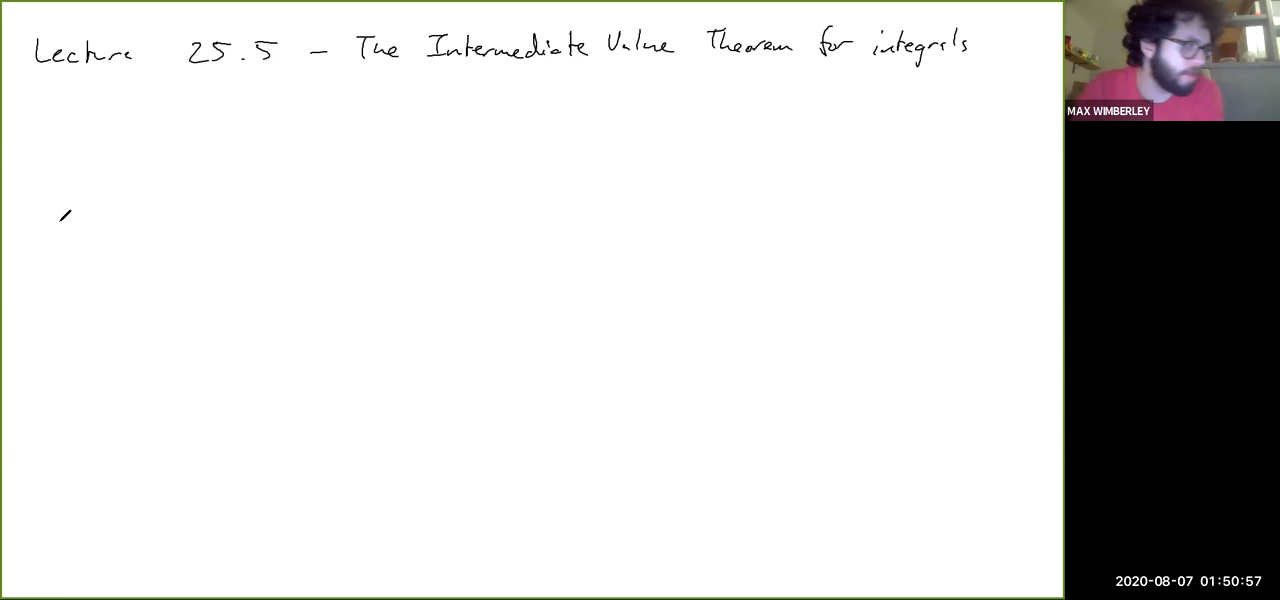 Lecture 25.5 - The Intermediate Value Theorem for integrals
MAX WIMBERLEY
2020-08-07 01:50:57